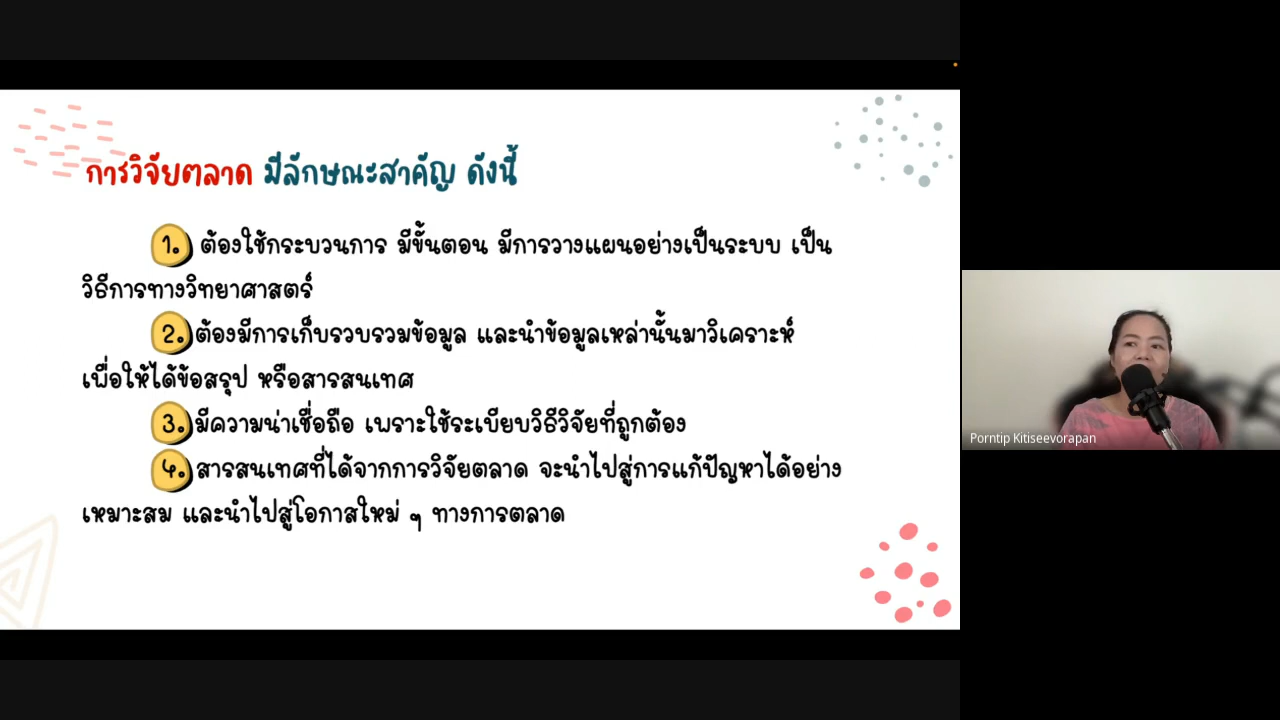 การวิจัยตลาด มีลักษณะสำคัญ ดังนี้
1. ต้องใช้กระบวนการ มีขั้นตอน มีการวางแผนอย่างเป็นระบบ เป็น
วิธีการทางวิทยาศาสตร์
2. ต้องมีการเก็บรวบรวมข้อมูล และนำข้อมูลเหล่านั้นมาวิเคราะห์
เพื่อให้ได้ข้อสรุป หรือสารสนเทศ
3. มีความน่าเชื่อถือ เพราะใช้ระเบียบวิธีวิจัยที่ถูกต้อง
4. สารสนเทศที่ได้จากการวิจัยตลาด จะนำไปสู่การแก้ปัญหาได้อย่าง
เหมาะสม และนำไปสู่โอกาสใหม่ ๆ ทางการตลาด
Porntip Kitiseevorapan